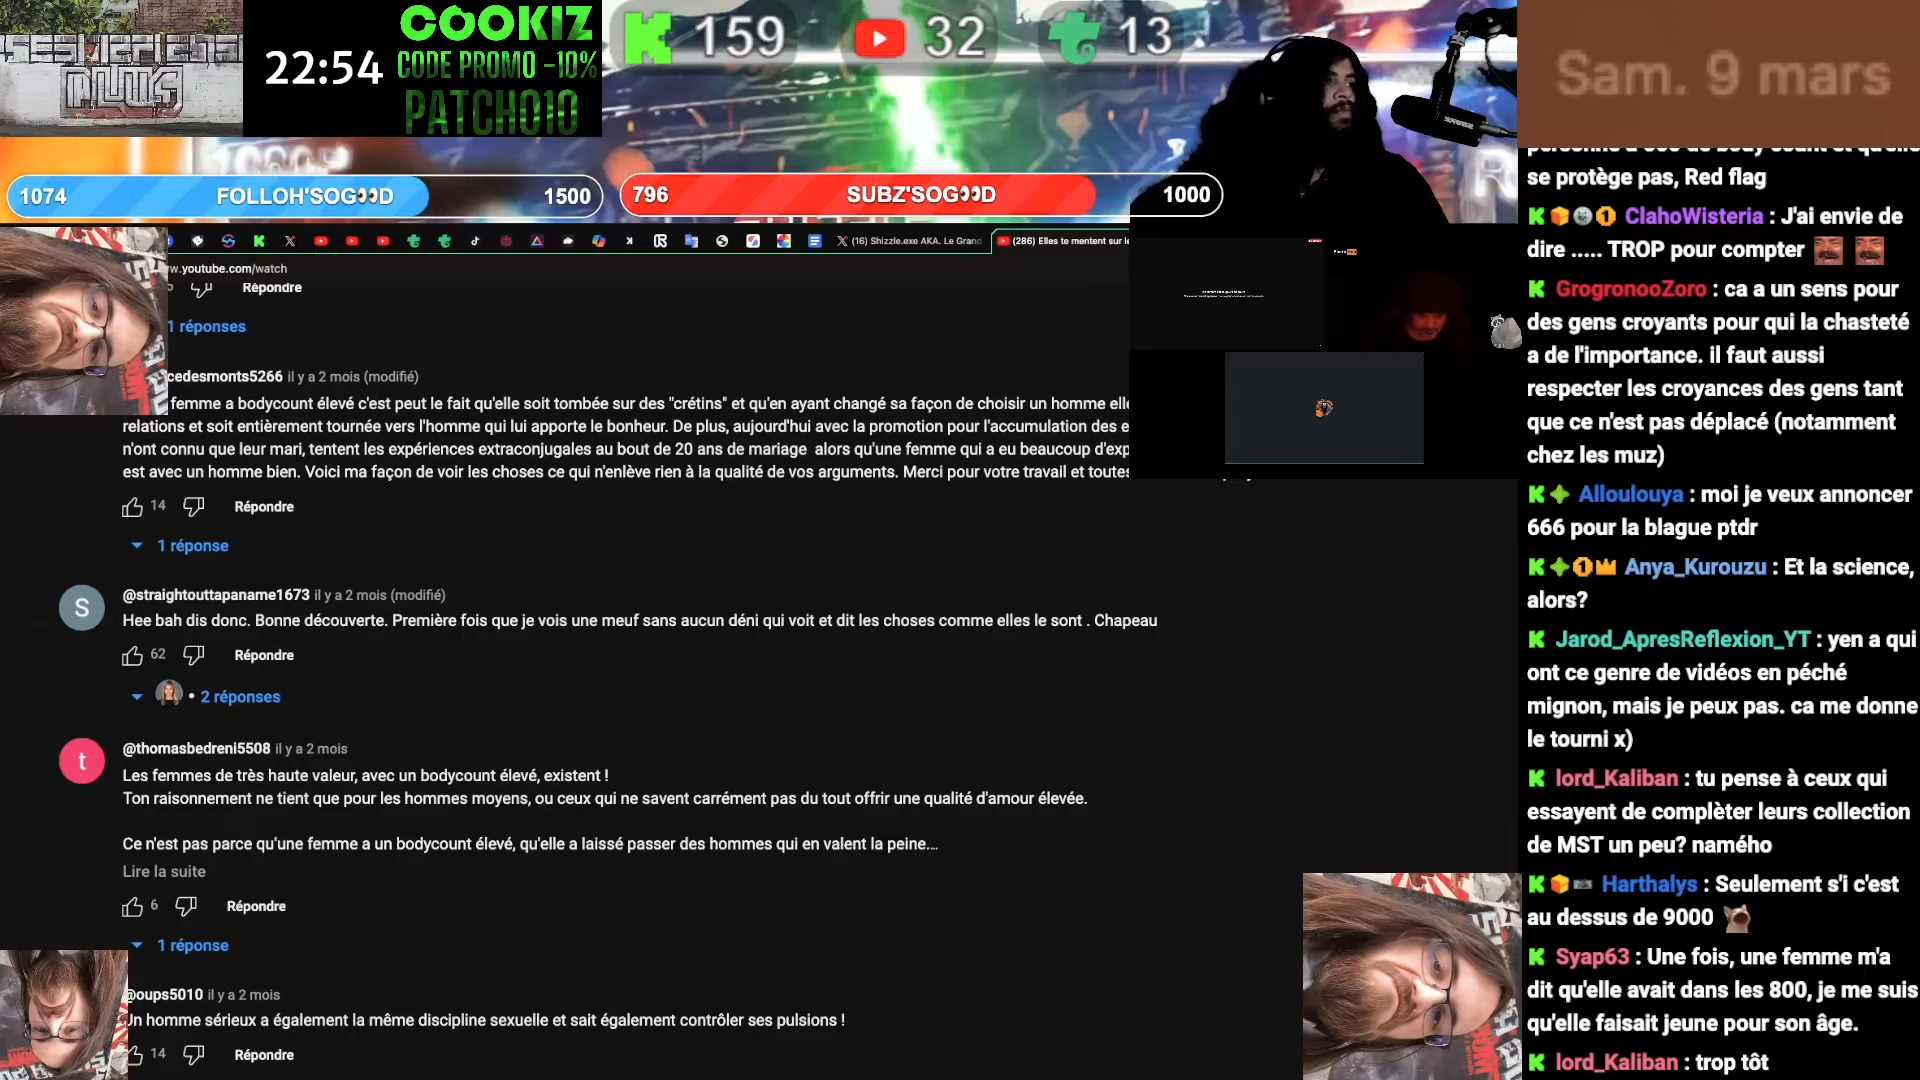 22:54
COOKIZ
CODE PROMO -10%
PATCHO10
159
32
13
Sam. 9 mars
1074 FOLLOH'SOG👀D 1500
796 SUBZ'SOG👀D 1000
(16) Shizzle.exe AKA. Le Grand
(286) Elles te mentent sur le
w.youtube.com/watch
Répondre
1 réponses
cedesmonts5266 il y a 2 mois (modifié)
femme a bodycount élevé c'est peut le fait qu'elle soit tombée sur des "crétins" et qu'en ayant changé sa façon de choisir un homme elle
relations et soit entièrement tournée vers l'homme qui lui apporte le bonheur. De plus, aujourd'hui avec la promotion pour l'accumulation des e
n'ont connu que leur mari, tentent les expériences extraconjugales au bout de 20 ans de mariage alors qu'une femme qui a eu beaucoup d'exp
est avec un homme bien. Voici ma façon de voir les choses ce qui n'enlève rien à la qualité de vos arguments. Merci pour votre travail et toutes
14 Répondre
1 réponse
S
@straightouttapaname1673 il y a 2 mois (modifié)
Hee bah dis donc. Bonne découverte. Première fois que je vois une meuf sans aucun déni qui voit et dit les choses comme elles le sont . Chapeau
62 Répondre
• 2 réponses
t
@thomasbedreni5508 il y a 2 mois
Les femmes de très haute valeur, avec un bodycount élevé, existent !
Ton raisonnement ne tient que pour les hommes moyens, ou ceux qui ne savent carrément pas du tout offrir une qualité d'amour élevée.
Ce n'est pas parce qu'une femme a un bodycount élevé, qu'elle a laissé passer des hommes qui en valent la peine...
Lire la suite
6 Répondre
1 réponse
@oups5010 il y a 2 mois
Un homme sérieux a également la même discipline sexuelle et sait également contrôler ses pulsions !
14 Répondre
se protège pas, Red flag
ClahoWisteria : J'ai envie de
dire ..... TROP pour compter
GrogronooZoro : ca a un sens pour
des gens croyants pour qui la chasteté
a de l'importance. il faut aussi
respecter les croyances des gens tant
que ce n'est pas déplacé (notamment
chez les muz)
Alloulouya : moi je veux annoncer
666 pour la blague ptdr
Anya_Kurouzu : Et la science,
alors?
Jarod_ApresReflexion_YT : yen a qui
ont ce genre de vidéos en péché
mignon, mais je peux pas. ca me donne
le tourni x)
lord_Kaliban : tu pense à ceux qui
essayent de complèter leurs collection
de MST un peu? namého
Harthalys : Seulement s'i c'est
au dessus de 9000
Syap63 : Une fois, une femme m'a
dit qu'elle avait dans les 800, je me suis
qu'elle faisait jeune pour son âge.
lord_Kaliban : trop tôt